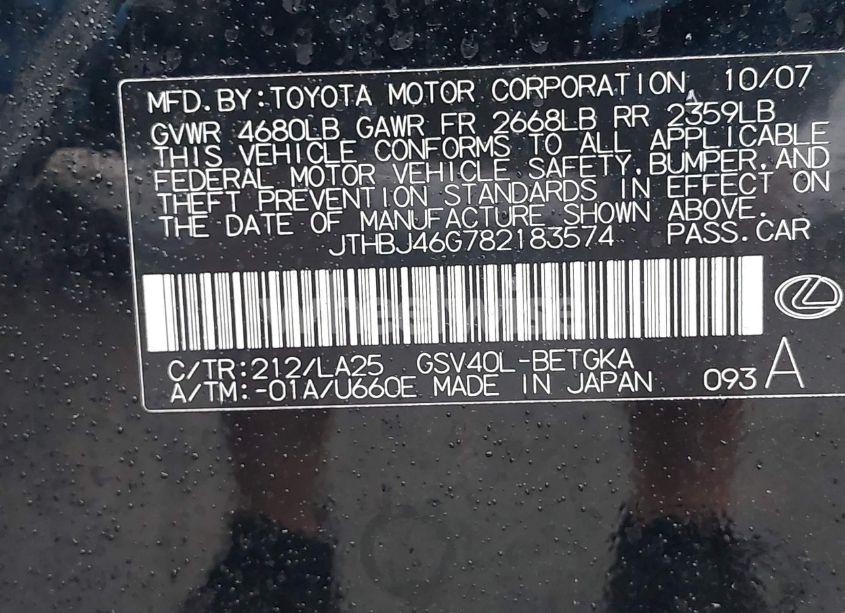 MFD.BY:TOYOTA MOTOR CORPORATION 10/07
GVWR 4680LB GAWR FR 2668LB RR 2359LB
THIS VEHICLE CONFORMS TO ALL APPLICABLE
FEDERAL MOTOR VEHICLE SAFETY,BUMPER,AND
THEFT PREVENTION STANDARDS IN EFFECT ON
THE DATE OF MANUFACTURE SHOWN ABOVE.
JTHBJ46G782183574 PASS.CAR
wheelwise
C/TR:212/LA25 GSV40L-BETGKA
A/TM:-01A/U660E MADE IN JAPAN 093 A